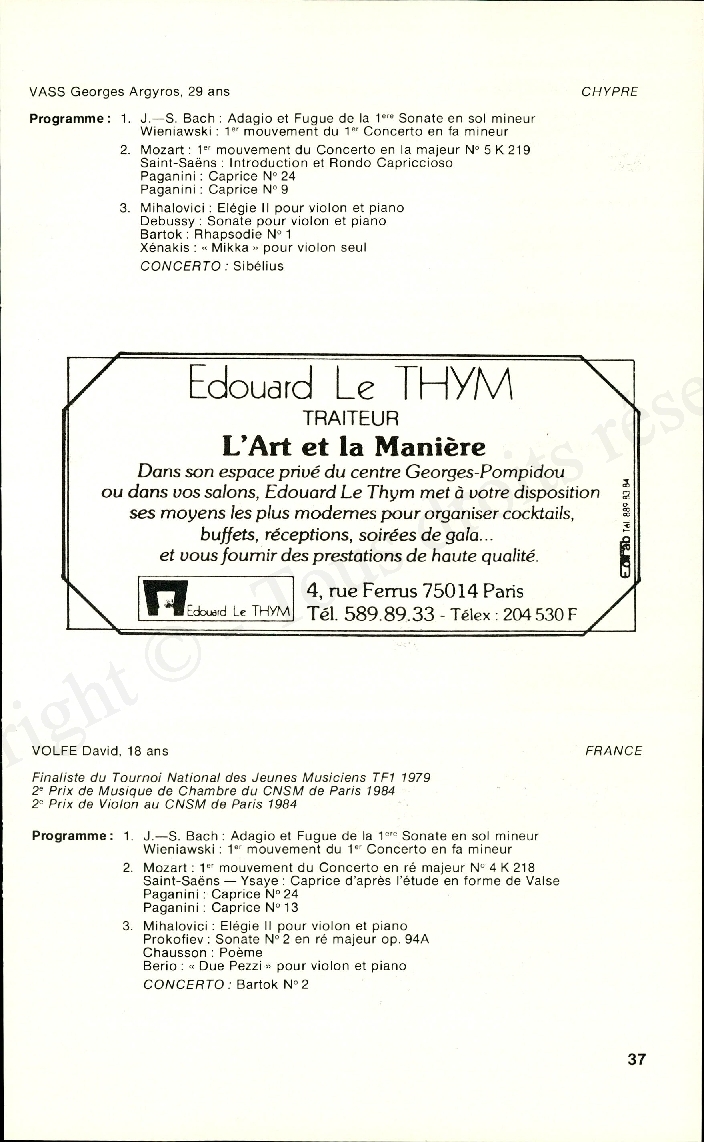 VASS Georges Argyros, 29 ans CHYPRE
Programme : 1. J.—S. Bach : Adagio et Fugue de la 1ere Sonate en sol mineur
Wieniawski : 1er mouvement du 1er Concerto en fa mineur
2. Mozart : 1er mouvement du Concerto en la majeur N° 5 K 219
Saint-Saëns : Introduction et Rondo Capriccioso
Paganini : Caprice N° 24
Paganini : Caprice N° 9
3. Mihalovici : Elégie II pour violon et piano
Debussy : Sonate pour violon et piano
Bartok : Rhapsodie N° 1
Xénakis : « Mikka » pour violon seul
CONCERTO : Sibélius
Edouard Le THYM
TRAITEUR
L'Art et la Manière
Dans son espace privé du centre Georges-Pompidou
ou dans vos salons, Edouard Le Thym met à votre disposition
ses moyens les plus modernes pour organiser cocktails,
buffets, réceptions, soirées de gala...
et vous fournir des prestations de haute qualité.
Edouard Le THYM
4, rue Ferrus 75014 Paris
Tél. 589.89.33 - Télex : 204 530 F
Tél 889 83 84
VOLFE David, 18 ans FRANCE
Finaliste du Tournoi National des Jeunes Musiciens TF1 1979
2e Prix de Musique de Chambre du CNSM de Paris 1984
2e Prix de Violon au CNSM de Paris 1984
Programme : 1. J.—S. Bach : Adagio et Fugue de la 1ere Sonate en sol mineur
Wieniawski : 1er mouvement du 1er Concerto en fa mineur
2. Mozart : 1er mouvement du Concerto en ré majeur N° 4 K 218
Saint-Saëns — Ysaye : Caprice d'après l'étude en forme de Valse
Paganini : Caprice N° 24
Paganini : Caprice N° 13
3. Mihalovici : Elégie II pour violon et piano
Prokofiev : Sonate N° 2 en ré majeur op. 94A
Chausson : Poème
Berio : « Due Pezzi » pour violon et piano
CONCERTO : Bartok N° 2
37